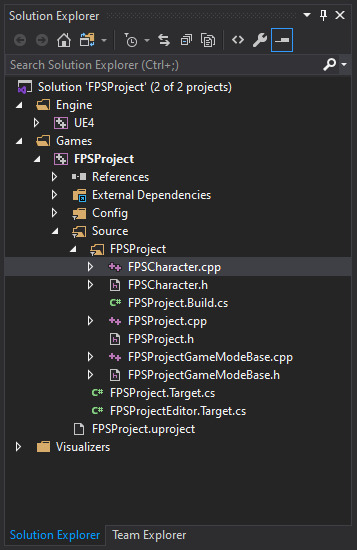 Solution Explorer
Search Solution Explorer (Ctrl+;)
Solution 'FPSProject' (2 of 2 projects)
Engine
UE4
Games
FPSProject
References
External Dependencies
Config
Source
FPSProject
FPSCharacter.cpp
FPSCharacter.h
C# FPSProject.Build.cs
FPSProject.cpp
FPSProject.h
FPSProjectGameModeBase.cpp
FPSProjectGameModeBase.h
C# FPSProject.Target.cs
C# FPSProjectEditor.Target.cs
FPSProject.uproject
Visualizers
Solution Explorer Team Explorer